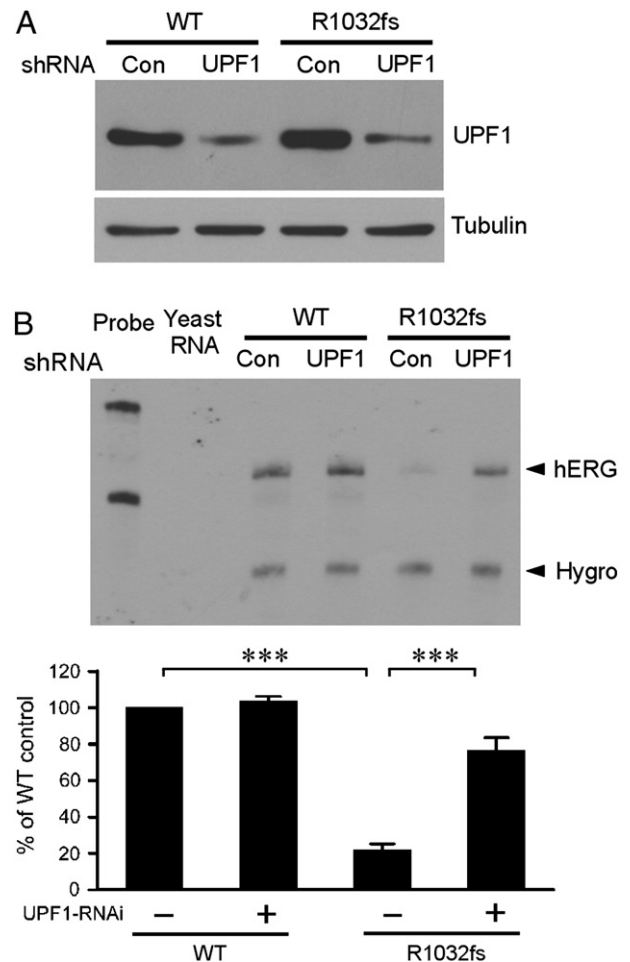 A
WT R1032fs
shRNA Con UPF1 Con UPF1
UPF1
Tubulin
B
Probe Yeast RNA WT R1032fs
shRNA Con UPF1 Con UPF1
hERG
Hygro
*** ***
% of WT control
120
100
80
60
40
20
0
UPF1-RNAi − + − +
WT R1032fs